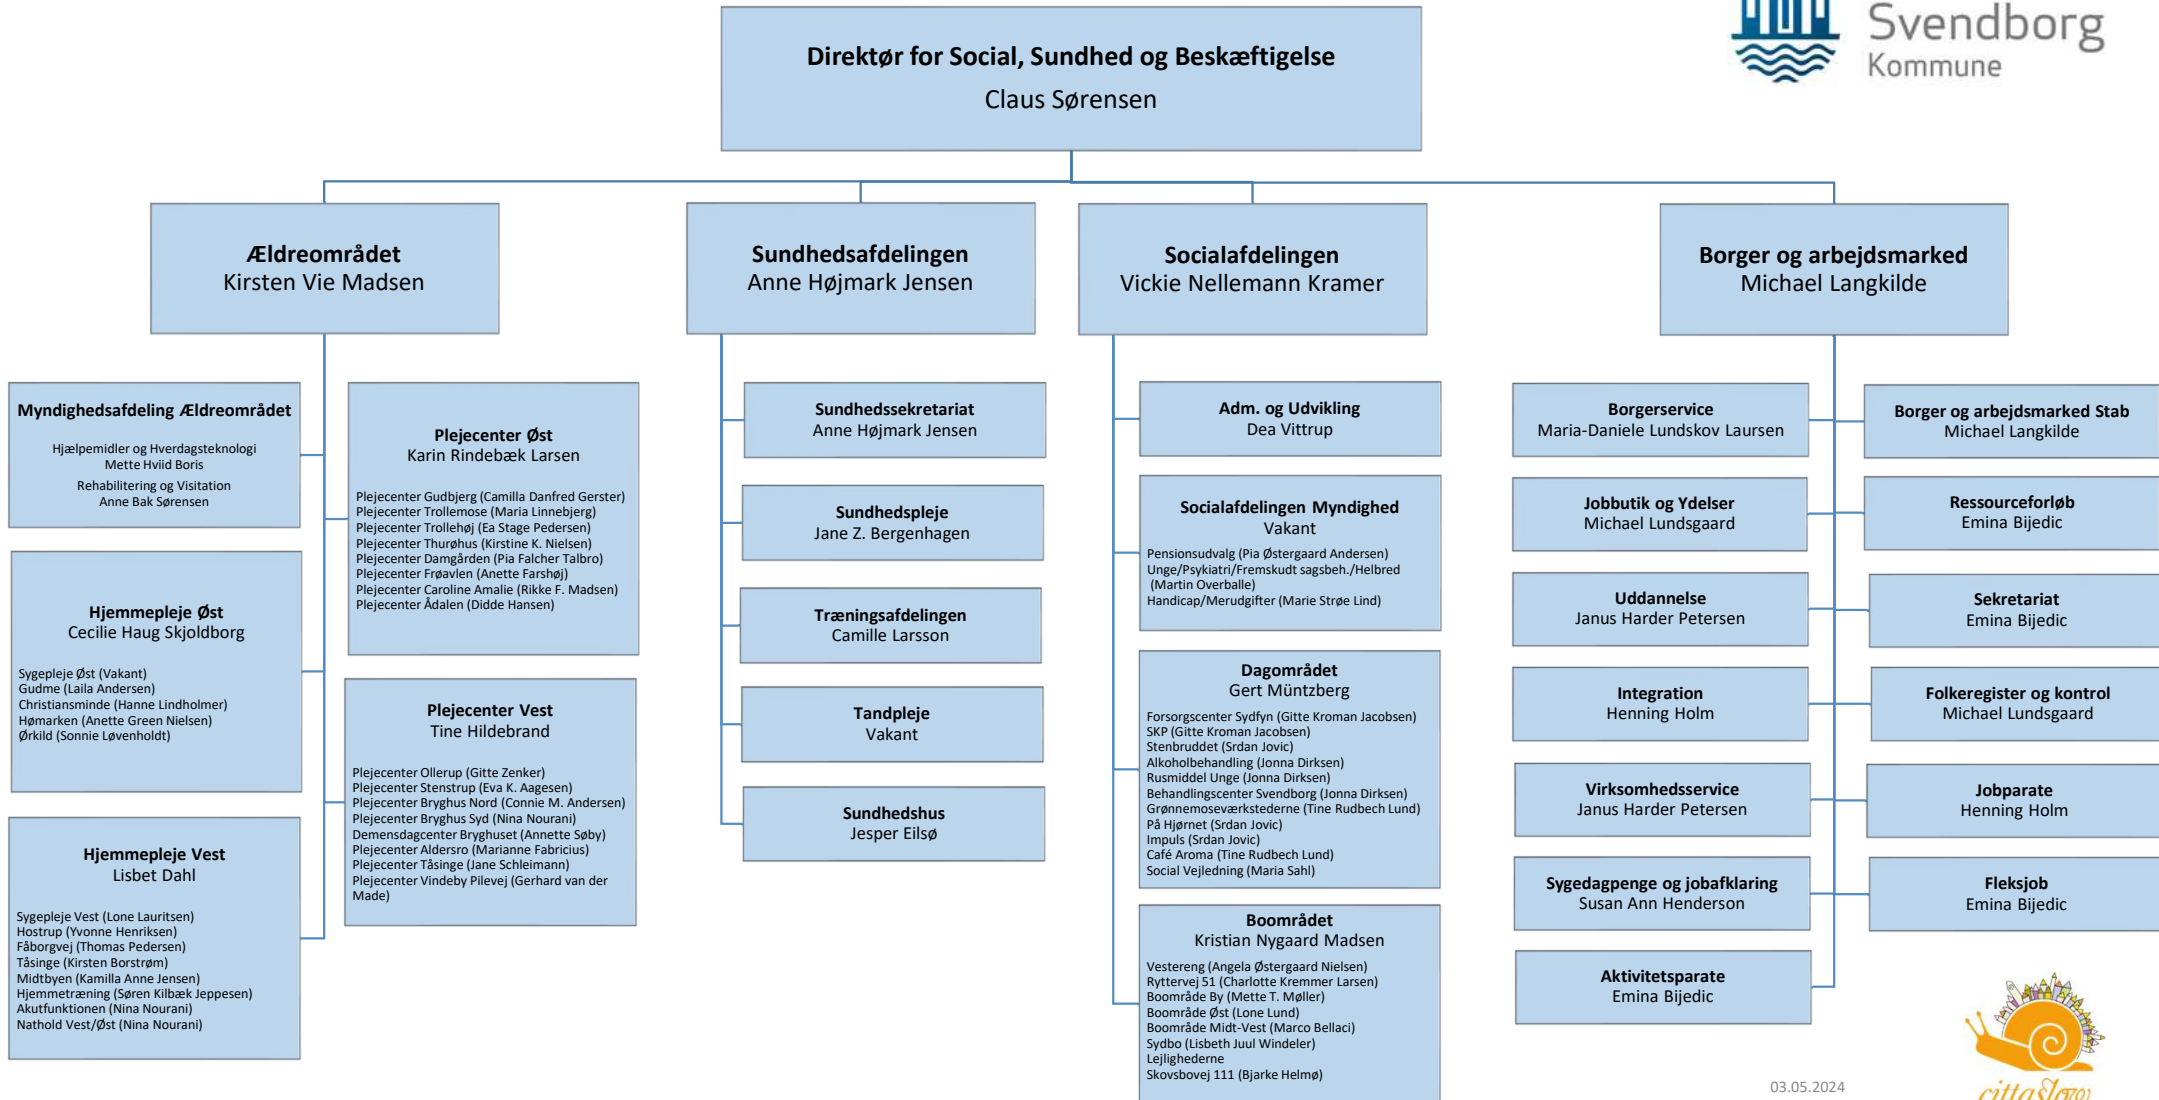 Svendborg
Kommune
Direktør for Social, Sundhed og Beskæftigelse
Claus Sørensen
Ældreområdet
Kirsten Vie Madsen
Sundhedsafdelingen
Anne Højmark Jensen
Socialafdelingen
Vickie Nellemann Kramer
Borger og arbejdsmarked
Michael Langkilde
Myndighedsafdeling Ældreområdet
Hjælpemidler og Hverdagsteknologi
Mette Hviid Boris
Rehabilitering og Visitation
Anne Bak Sørensen
Hjemmepleje Øst
Cecilie Haug Skjoldborg
Sygepleje Øst (Vakant)
Gudme (Laila Andersen)
Christiansminde (Hanne Lindholmer)
Hømarken (Anette Green Nielsen)
Ørkild (Sonnie Løvenholdt)
Hjemmepleje Vest
Lisbet Dahl
Sygepleje Vest (Lone Lauritsen)
Hostrup (Yvonne Henriksen)
Fåborgvej (Thomas Pedersen)
Tåsinge (Kirsten Borstrøm)
Midtbyen (Kamilla Anne Jensen)
Hjemmetræning (Søren Kilbæk Jeppesen)
Akutfunktionen (Nina Nourani)
Nathold Vest/Øst (Nina Nourani)
Plejecenter Øst
Karin Rindebæk Larsen
Plejecenter Gudbjerg (Camilla Danfred Gerster)
Plejecenter Trollemose (Maria Linnebjerg)
Plejecenter Trollehøj (Ea Stage Pedersen)
Plejecenter Thurøhus (Kirstine K. Nielsen)
Plejecenter Damgården (Pia Falcher Talbro)
Plejecenter Frøavlen (Anette Farshøj)
Plejecenter Caroline Amalie (Rikke F. Madsen)
Plejecenter Ådalen (Didde Hansen)
Plejecenter Vest
Tine Hildebrand
Plejecenter Ollerup (Gitte Zenker)
Plejecenter Stenstrup (Eva K. Aagesen)
Plejecenter Bryghus Nord (Connie M. Andersen)
Plejecenter Bryghus Syd (Nina Nourani)
Demensdagcenter Bryghuset (Annette Søby)
Plejecenter Aldersro (Marianne Fabricius)
Plejecenter Tåsinge (Jane Schleimann)
Plejecenter Vindeby Pilevej (Gerhard van der
Made)
Sundhedssekretariat
Anne Højmark Jensen
Sundhedspleje
Jane Z. Bergenhagen
Træningsafdelingen
Camille Larsson
Tandpleje
Vakant
Sundhedshus
Jesper Eilsø
Adm. og Udvikling
Dea Vittrup
Socialafdelingen Myndighed
Vakant
Pensionsudvalg (Pia Østergaard Andersen)
Unge/Psykiatri/Fremskudt sagsbeh./Helbred
(Martin Overballe)
Handicap/Merudgifter (Marie Strøe Lind)
Dagområdet
Gert Müntzberg
Forsorgscenter Sydfyn (Gitte Kroman Jacobsen)
SKP (Gitte Kroman Jacobsen)
Stenbruddet (Srdan Jovic)
Alkoholbehandling (Jonna Dirksen)
Rusmiddel Unge (Jonna Dirksen)
Behandlingscenter Svendborg (Jonna Dirksen)
Grønnemoseværkstederne (Tine Rudbech Lund)
På Hjørnet (Srdan Jovic)
Impuls (Srdan Jovic)
Café Aroma (Tine Rudbech Lund)
Social Vejledning (Maria Sahl)
Boområdet
Kristian Nygaard Madsen
Vestereng (Angela Østergaard Nielsen)
Ryttervej 51 (Charlotte Kremmer Larsen)
Boområde By (Mette T. Møller)
Boområde Øst (Lone Lund)
Boområde Midt-Vest (Marco Bellaci)
Sydbo (Lisbeth Juul Windeler)
Lejlighederne
Skovsbovej 111 (Bjarke Helmø)
Borgerservice
Maria-Daniele Lundskov Laursen
Jobbutik og Ydelser
Michael Lundsgaard
Uddannelse
Janus Harder Petersen
Integration
Henning Holm
Virksomhedsservice
Janus Harder Petersen
Sygedagpenge og jobafklaring
Susan Ann Henderson
Aktivitetsparate
Emina Bijedic
Borger og arbejdsmarked Stab
Michael Langkilde
Ressourceforløb
Emina Bijedic
Sekretariat
Emina Bijedic
Folkeregister og kontrol
Michael Lundsgaard
Jobparate
Henning Holm
Fleksjob
Emina Bijedic
03.05.2024
cittaslow